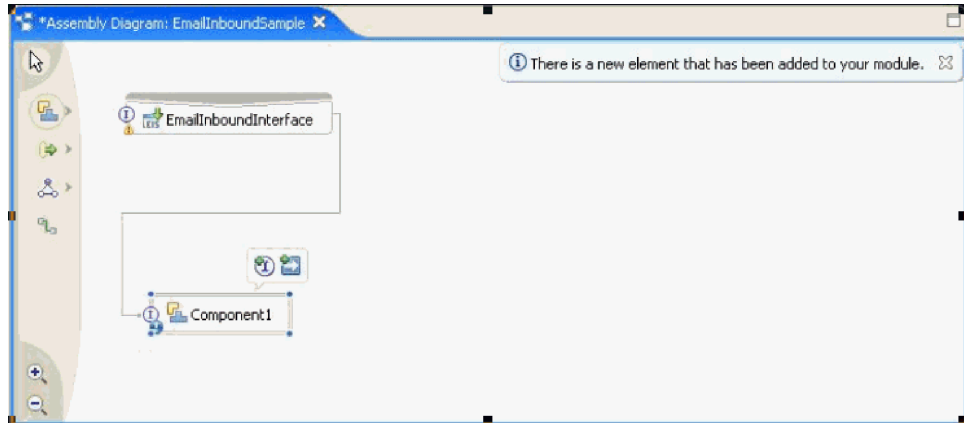 *Assembly Diagram: EmailInboundSample
There is a new element that has been added to your module.
EmailInboundInterface
Component1